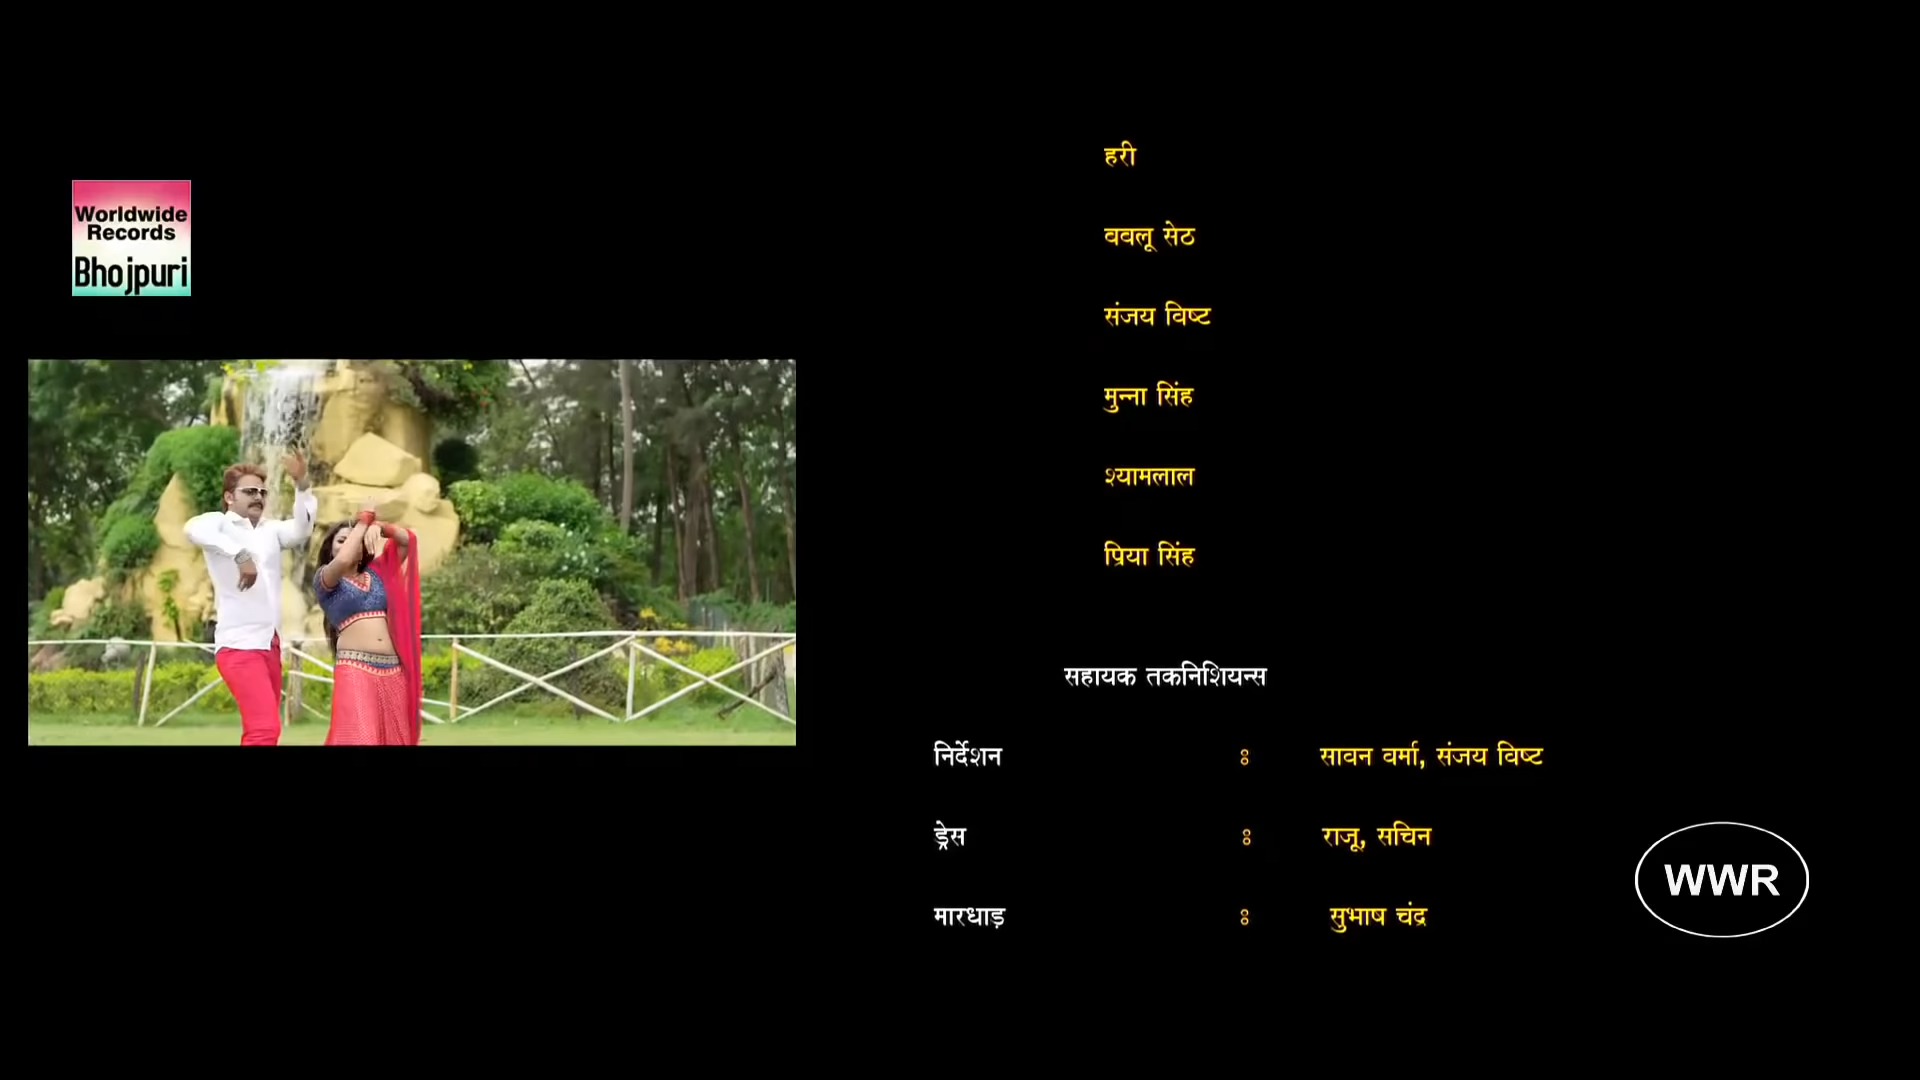 Worldwide
Records
Bhojpuri
हरी
ववलू सेठ
संजय विष्ट
मुन्ना सिंह
श्यामलाल
प्रिया सिंह
सहायक तकनिशियन्स
निर्देशन : सावन वर्मा, संजय विष्ट
ड्रेस : राजू, सचिन
मारधाड़ : सुभाष चंद्र
WWR